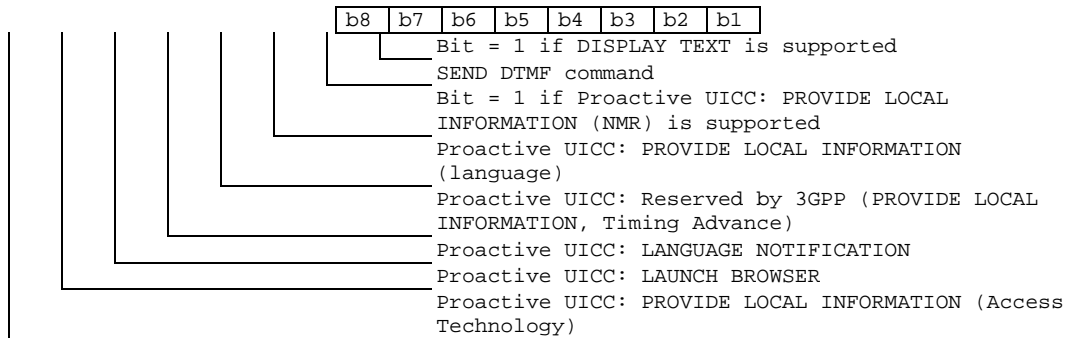 b8 b7 b6 b5 b4 b3 b2 b1
Bit = 1 if DISPLAY TEXT is supported
SEND DTMF command
Bit = 1 if Proactive UICC: PROVIDE LOCAL
INFORMATION (NMR) is supported
Proactive UICC: PROVIDE LOCAL INFORMATION
(language)
Proactive UICC: Reserved by 3GPP (PROVIDE LOCAL
INFORMATION, Timing Advance)
Proactive UICC: LANGUAGE NOTIFICATION
Proactive UICC: LAUNCH BROWSER
Proactive UICC: PROVIDE LOCAL INFORMATION (Access
Technology)